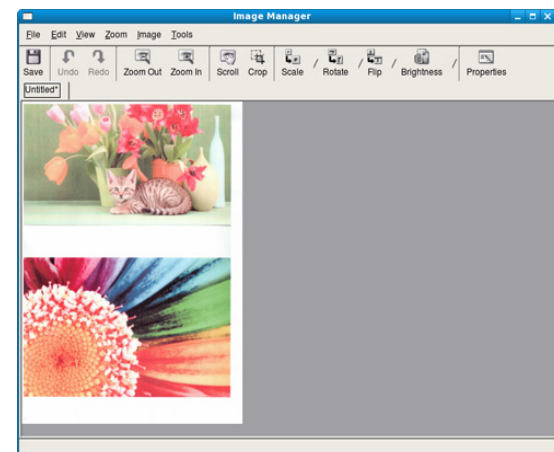 Image Manager
File Edit View Zoom Image Tools
Save Undo Redo Zoom Out Zoom In Scroll Crop Scale / Rotate / Flip / Brightness / Properties
Untitled*